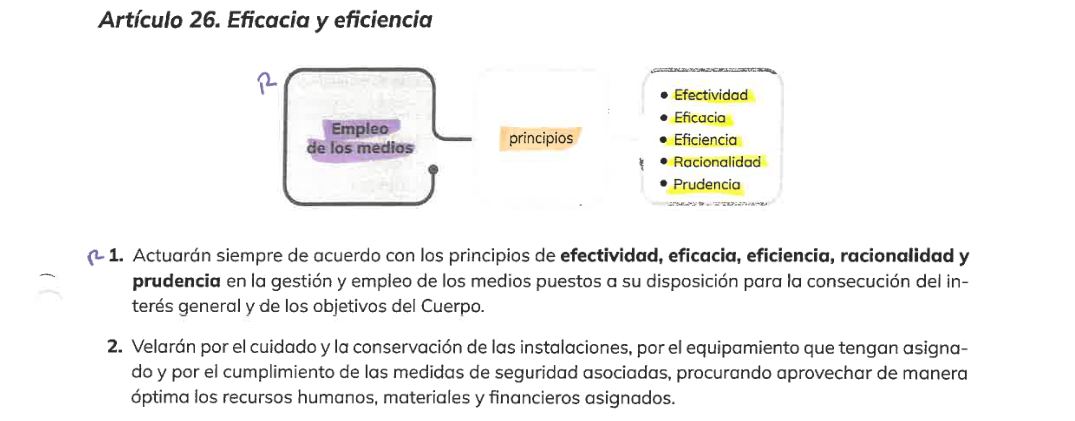 Artículo 26. Eficacia y eficiencia
Empleo
de los medios
principios
• Efectividad
• Eficacia
• Eficiencia
• Racionalidad
• Prudencia
1. Actuarán siempre de acuerdo con los principios de efectividad, eficacia, eficiencia, racionalidad y
prudencia en la gestión y empleo de los medios puestos a su disposición para la consecución del in-
terés general y de los objetivos del Cuerpo.
2. Velarán por el cuidado y la conservación de las instalaciones, por el equipamiento que tengan asigna-
do y por el cumplimiento de las medidas de seguridad asociadas, procurando aprovechar de manera
óptima los recursos humanos, materiales y financieros asignados.